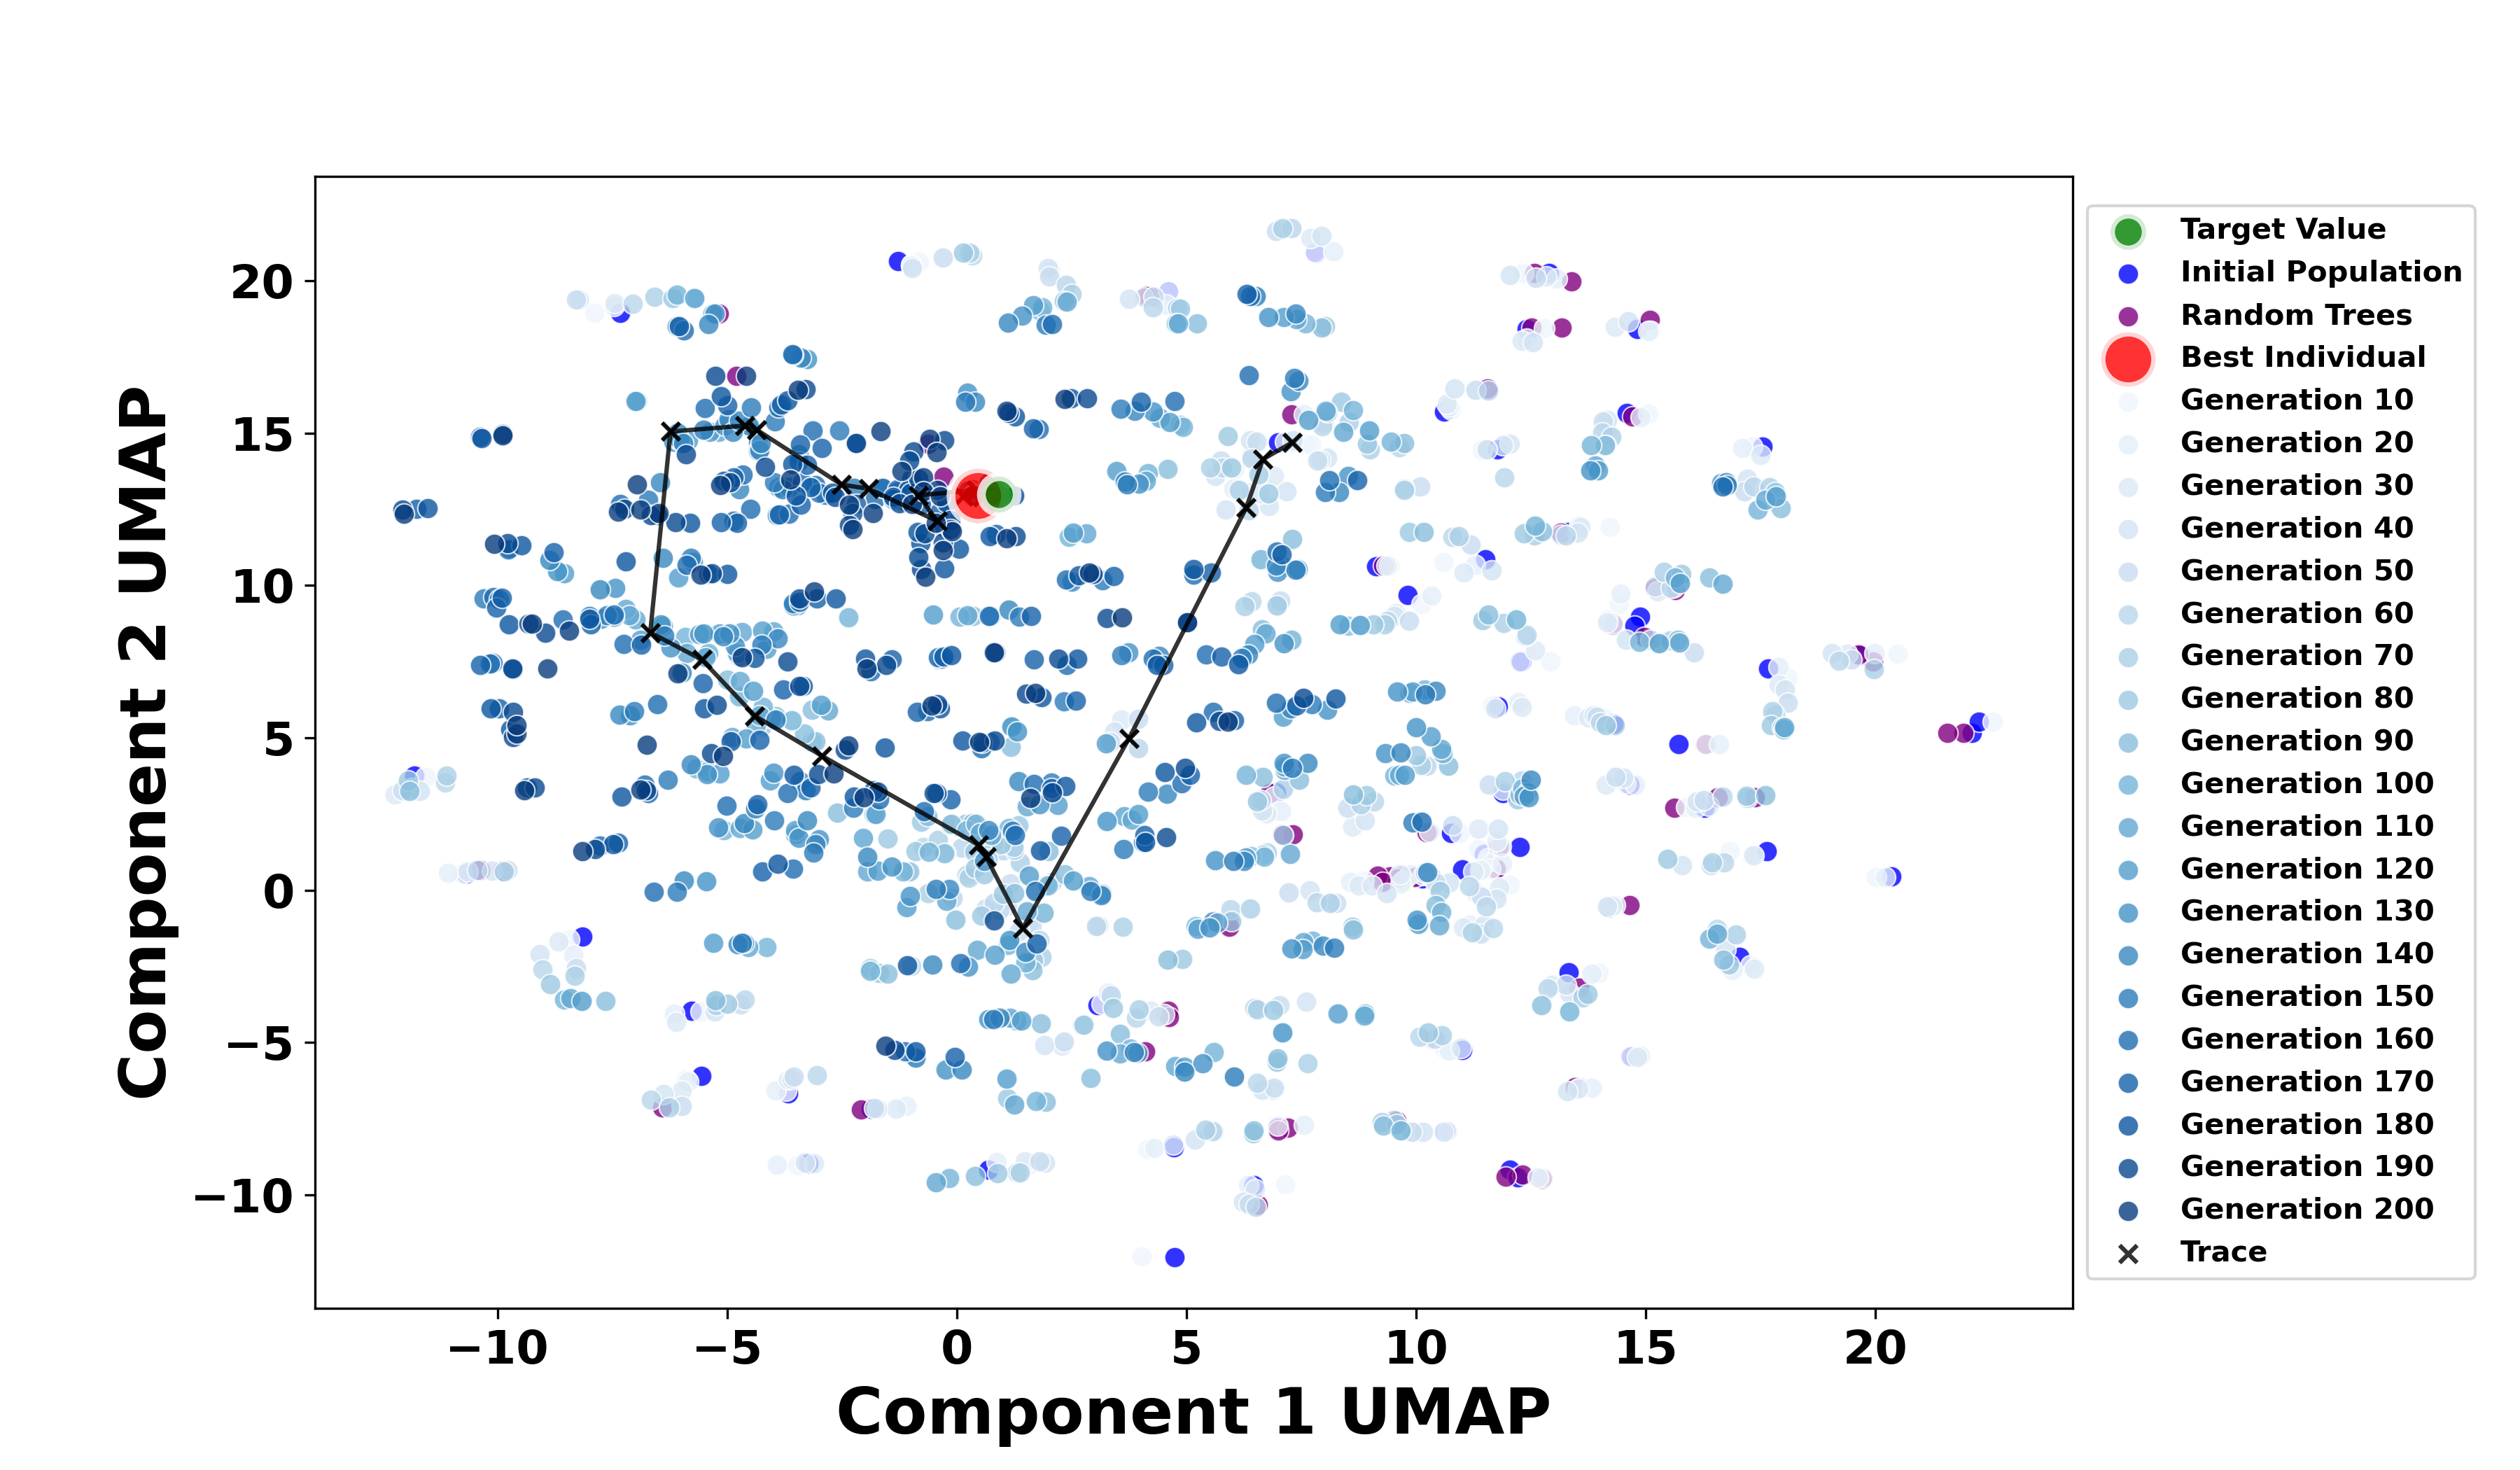 Component 2 UMAP
20
15
10
5
0
−5
−10
−10 −5 0 5 10 15 20
Component 1 UMAP
Target Value
Initial Population
Random Trees
Best Individual
Generation 10
Generation 20
Generation 30
Generation 40
Generation 50
Generation 60
Generation 70
Generation 80
Generation 90
Generation 100
Generation 110
Generation 120
Generation 130
Generation 140
Generation 150
Generation 160
Generation 170
Generation 180
Generation 190
Generation 200
Trace